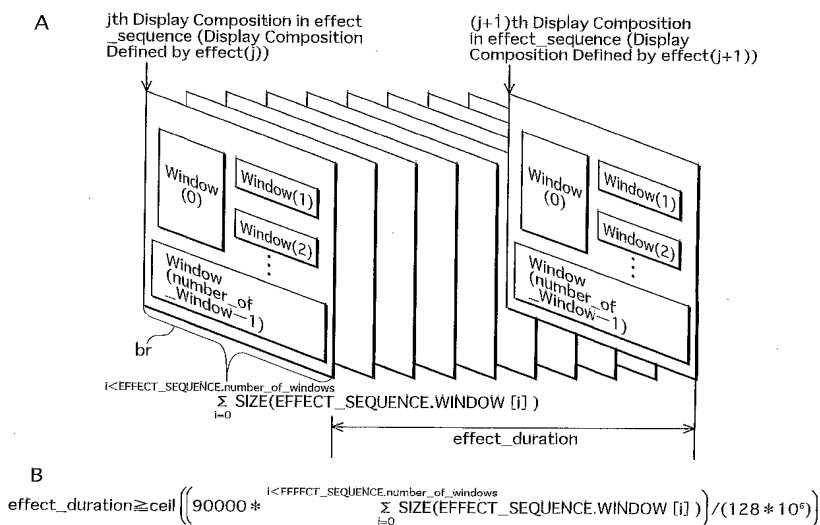 A
jth Display Composition in effect
_sequence (Display Composition
Defined by effect(j))
(j+1)th Display Composition
in effect_sequence (Display
Composition Defined by effect(j+1))
Window
(0)
Window(1)
Window(2)
Window
(number_of
_Window−1)
Window
(0)
Window(1)
Window(2)
Window
(number_of
_Window−1)
br
i<EFFECT_SEQUENCE.number_of_windows
Σ SIZE(EFFECT_SEQUENCE.WINDOW [i] )
i=0
effect_duration
B
i<FFFFCT_SEQUENCE.number_of_windows
effect_duration≧ceil((90000 * Σ SIZE(EFFECT_SEQUENCE.WINDOW [i] ))/(128 * 10⁶))
i=0